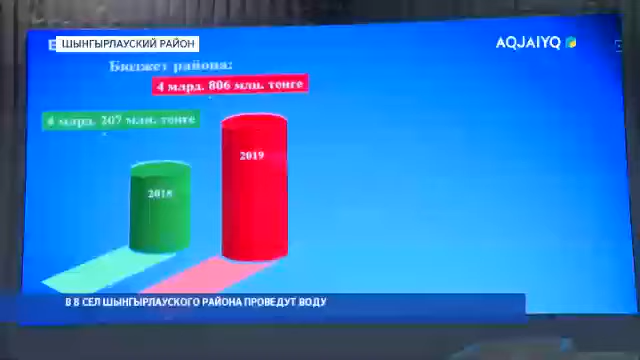 ШЫНГЫРЛАУСКИЙ РАЙОН
AQJAIYQ
Бюджет района:
4 млрд. 806 млн. тенге
4 млрд. 207 млн. тенге
2019
2018
В 8 СЕЛ ШЫНГЫРЛАУСКОГО РАЙОНА ПРОВЕДУТ ВОДУ